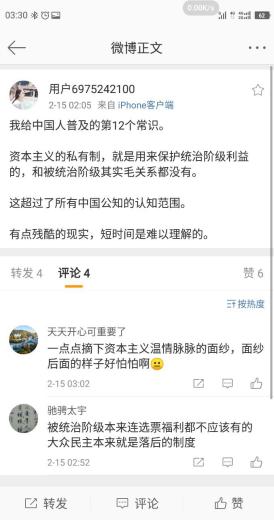 03:30
0.00K/s
62
微博正文
用户6975242100
2-15 02:05 来自 iPhone客户端
我给中国人普及的第12个常识。
资本主义的私有制，就是用来保护统治阶级利益
的，和被统治阶级其实毛关系都没有。
这超过了所有中国公知的认知范围。
有点残酷的现实，短时间是难以理解的。
转发 4 评论 4 赞 6
按热度
天天开心可重要了
一点点摘下资本主义温情脉脉的面纱，面纱
后面的样子好怕怕啊
2-15 03:02
驰骋太宇
被统治阶级本来连选票福利都不应该有的
大众民主本来就是落后的制度
2-15 02:52
转发 评论 赞